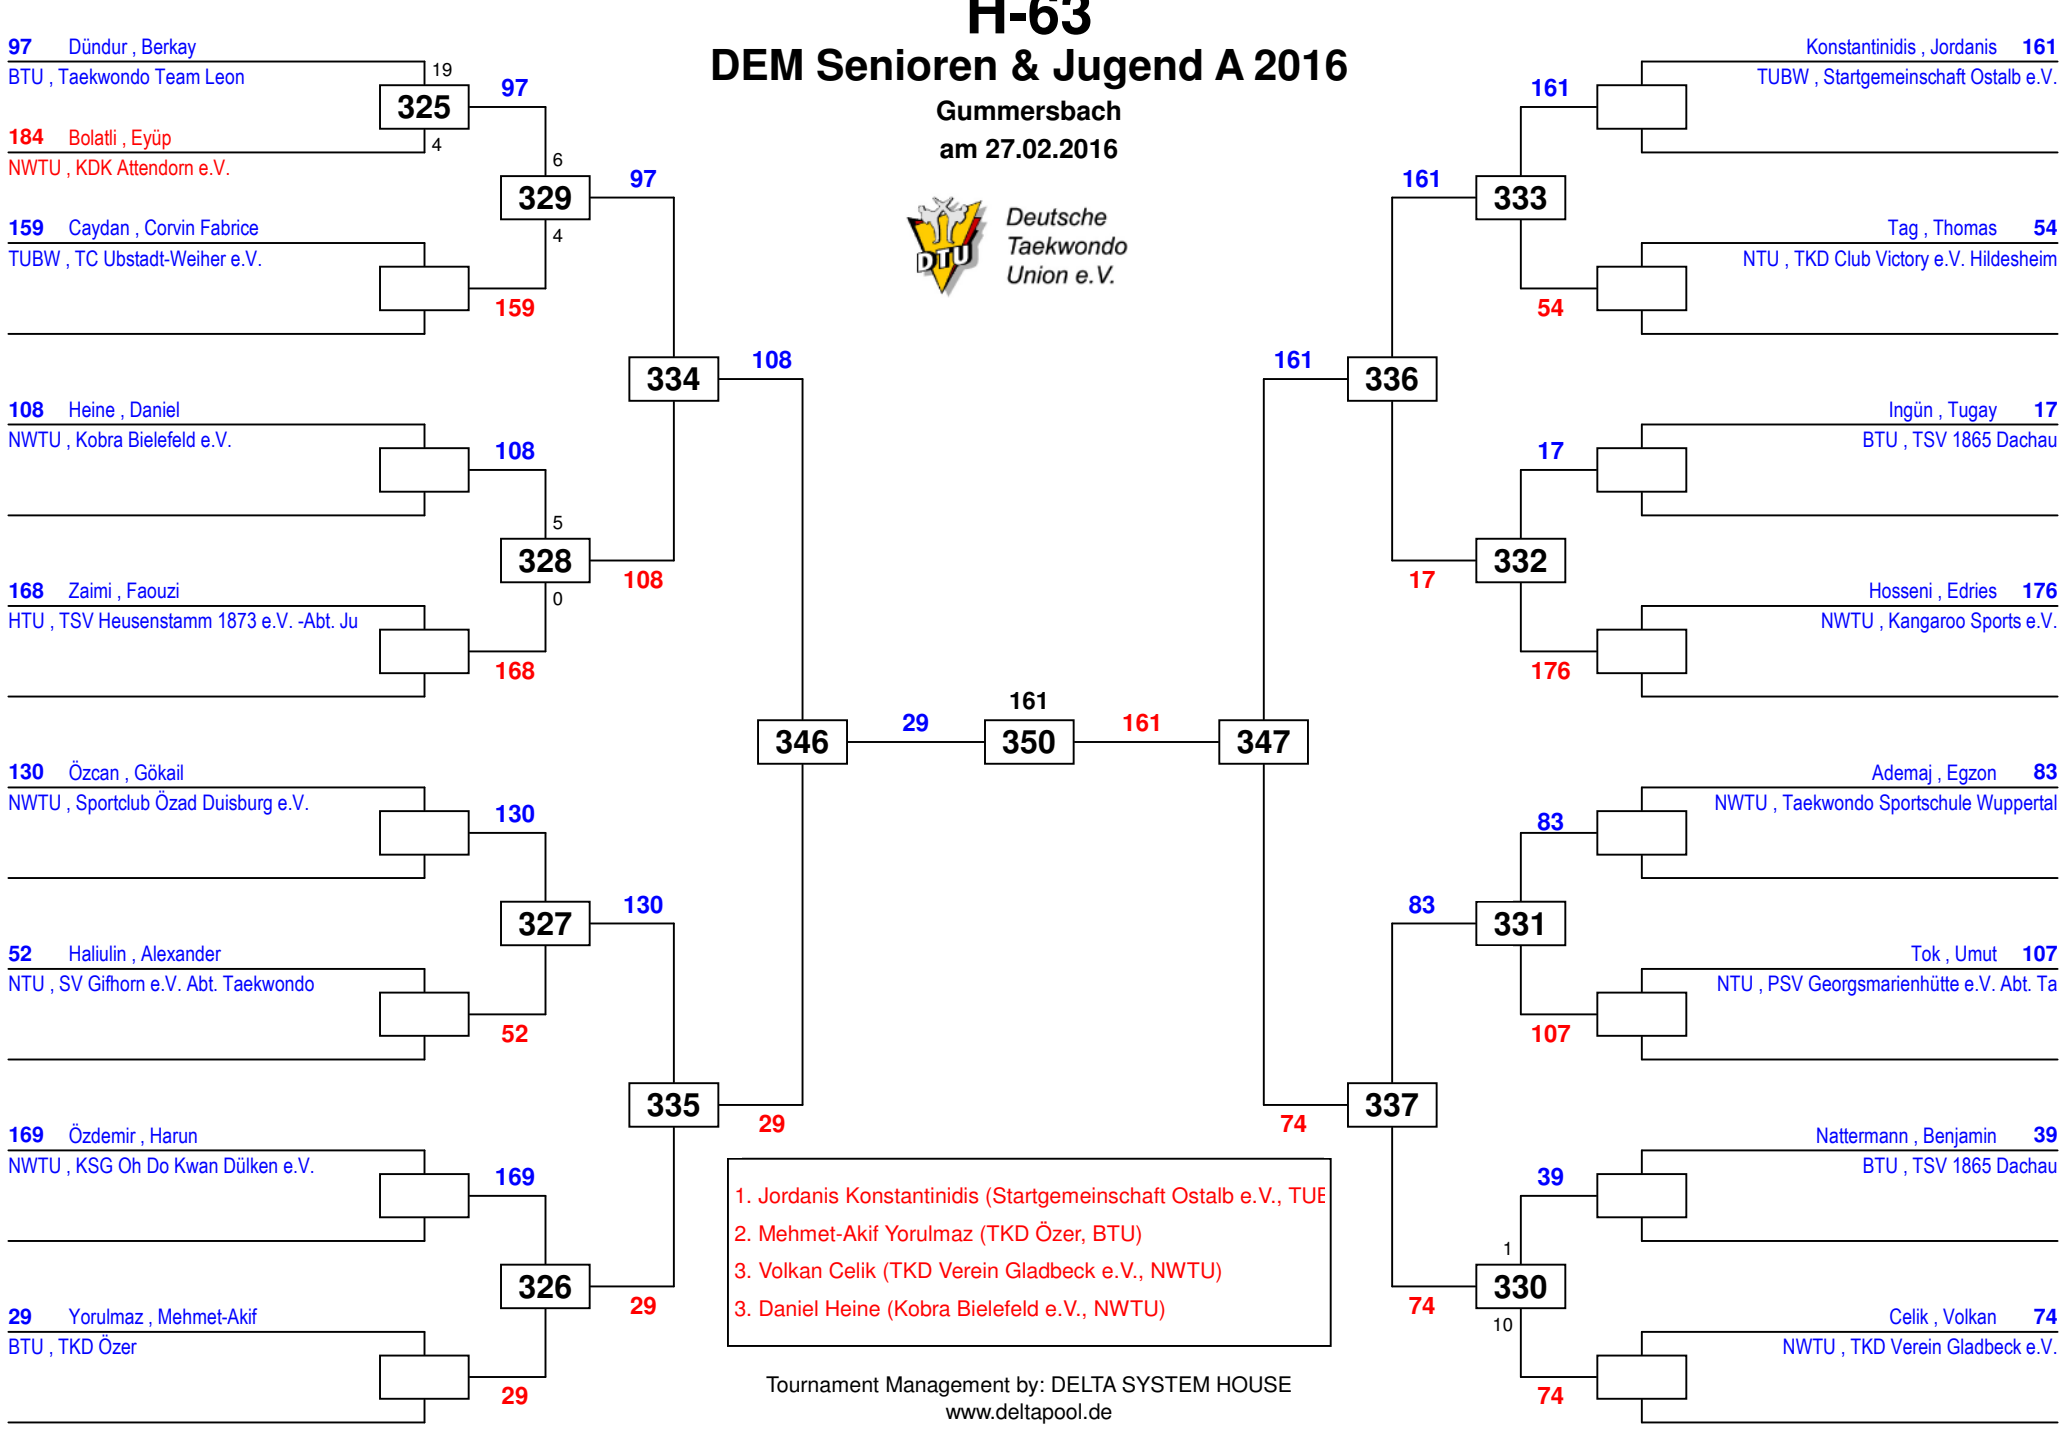 H-63
DEM Senioren & Jugend A 2016
Gummersbach
am 27.02.2016
DTU
Deutsche
Taekwondo
Union e.V.
97 Dündur , Berkay
BTU , Taekwondo Team Leon
19
325
97
184 Bolatli , Eyüp
4
NWTU , KDK Attendorn e.V.
6
329
97
4
159 Caydan , Corvin Fabrice
TUBW , TC Ubstadt-Weiher e.V.
159
334
108
108 Heine , Daniel
NWTU , Kobra Bielefeld e.V.
108
5
328
108
0
168 Zaimi , Faouzi
HTU , TSV Heusenstamm 1873 e.V. -Abt. Ju
168
346
29
130 Özcan , Gökail
NWTU , Sportclub Özad Duisburg e.V.
130
327
130
52 Haliulin , Alexander
NTU , SV Gifhorn e.V. Abt. Taekwondo
52
335
29
169 Özdemir , Harun
NWTU , KSG Oh Do Kwan Dülken e.V.
169
326
29
29 Yorulmaz , Mehmet-Akif
BTU , TKD Özer
29
161
350
161
347
Konstantinidis , Jordanis 161
TUBW , Startgemeinschaft Ostalb e.V.
161
161
333
Tag , Thomas 54
NTU , TKD Club Victory e.V. Hildesheim
54
161
336
Ingün , Tugay 17
BTU , TSV 1865 Dachau
17
332
17
Hosseni , Edries 176
NWTU , Kangaroo Sports e.V.
176
Ademaj , Egzon 83
NWTU , Taekwondo Sportschule Wuppertal
83
83
331
Tok , Umut 107
NTU , PSV Georgsmarienhütte e.V. Abt. Ta
107
337
74
Nattermann , Benjamin 39
BTU , TSV 1865 Dachau
39
1
330
74
10
Celik , Volkan 74
NWTU , TKD Verein Gladbeck e.V.
74
1. Jordanis Konstantinidis (Startgemeinschaft Ostalb e.V., TUE
2. Mehmet-Akif Yorulmaz (TKD Özer, BTU)
3. Volkan Celik (TKD Verein Gladbeck e.V., NWTU)
3. Daniel Heine (Kobra Bielefeld e.V., NWTU)
Tournament Management by: DELTA SYSTEM HOUSE
www.deltapool.de